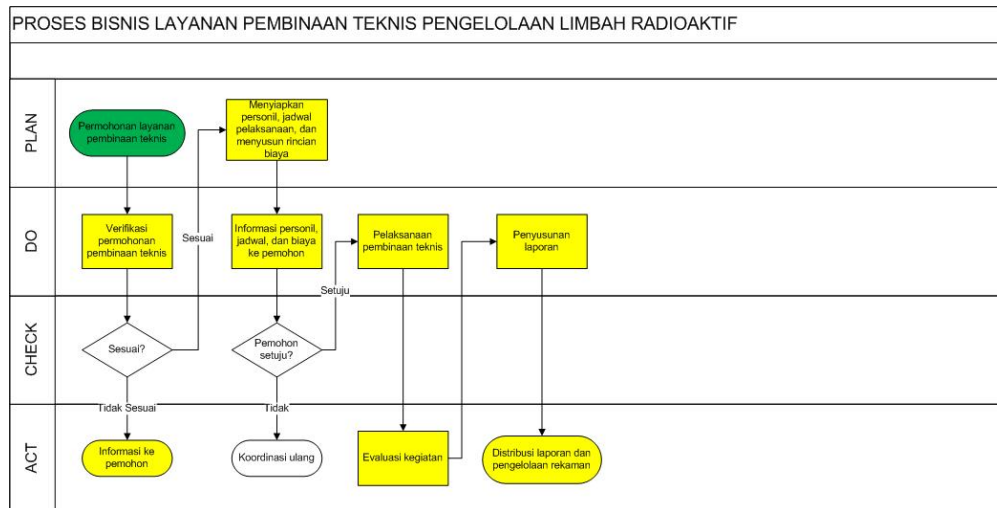 PROSES BISNIS LAYANAN PEMBINAAN TEKNIS PENGELOLAAN LIMBAH RADIOAKTIF
PLAN
Permohonan layanan
pembinaan teknis
Menyiapkan
personil, jadwal
pelaksanaan, dan
menyusun rincian
biaya
DO
Verifikasi
permohonan
pembinaan teknis
Sesuai
Informasi personil,
jadwal, dan biaya
ke pemohon
Pelaksanaan
pembinaan teknis
Penyusunan
laporan
Setuju
CHECK
Sesuai?
Pemohon
setuju?
Tidak Sesuai
Tidak
ACT
Informasi ke
pemohon
Koordinasi ulang
Evaluasi kegiatan
Distribusi laporan dan
pengelolaan rekaman